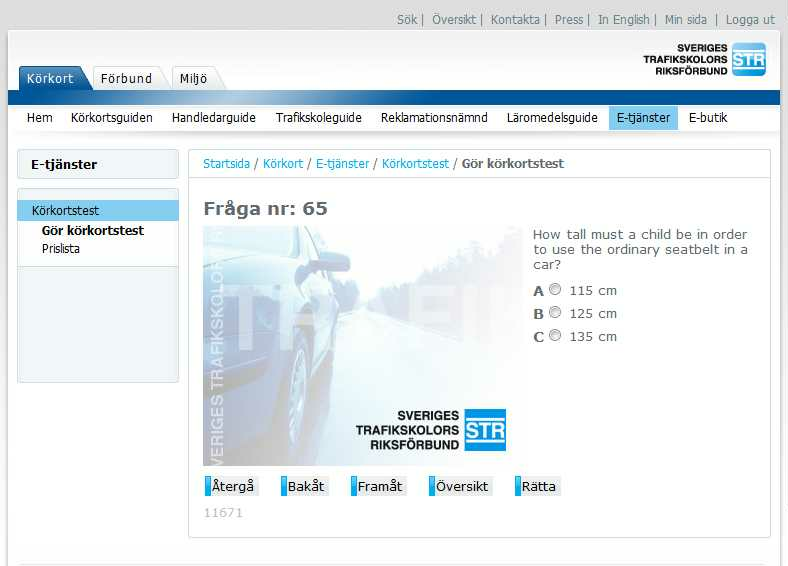 Sök | Översikt | Kontakta | Press | In English | Min sida | Logga ut
SVERIGES
TRAFIKSKOLORS
RIKSFÖRBUND
STR
Körkort Förbund Miljö
Hem Körkortsguiden Handledarguide Trafikskoleguide Reklamationsnämnd Läromedelsguide E-tjänster E-butik
E-tjänster
Körkortstest
Gör körkortstest
Prislista
Startsida / Körkort / E-tjänster / Körkortstest / Gör körkortstest
Fråga nr: 65
How tall must a child be in order
to use the ordinary seatbelt in a
car?
A 115 cm
B 125 cm
C 135 cm
SVERIGES
TRAFIKSKOLORS
RIKSFÖRBUND
STR
Återgå Bakåt Framåt Översikt Rätta
11671